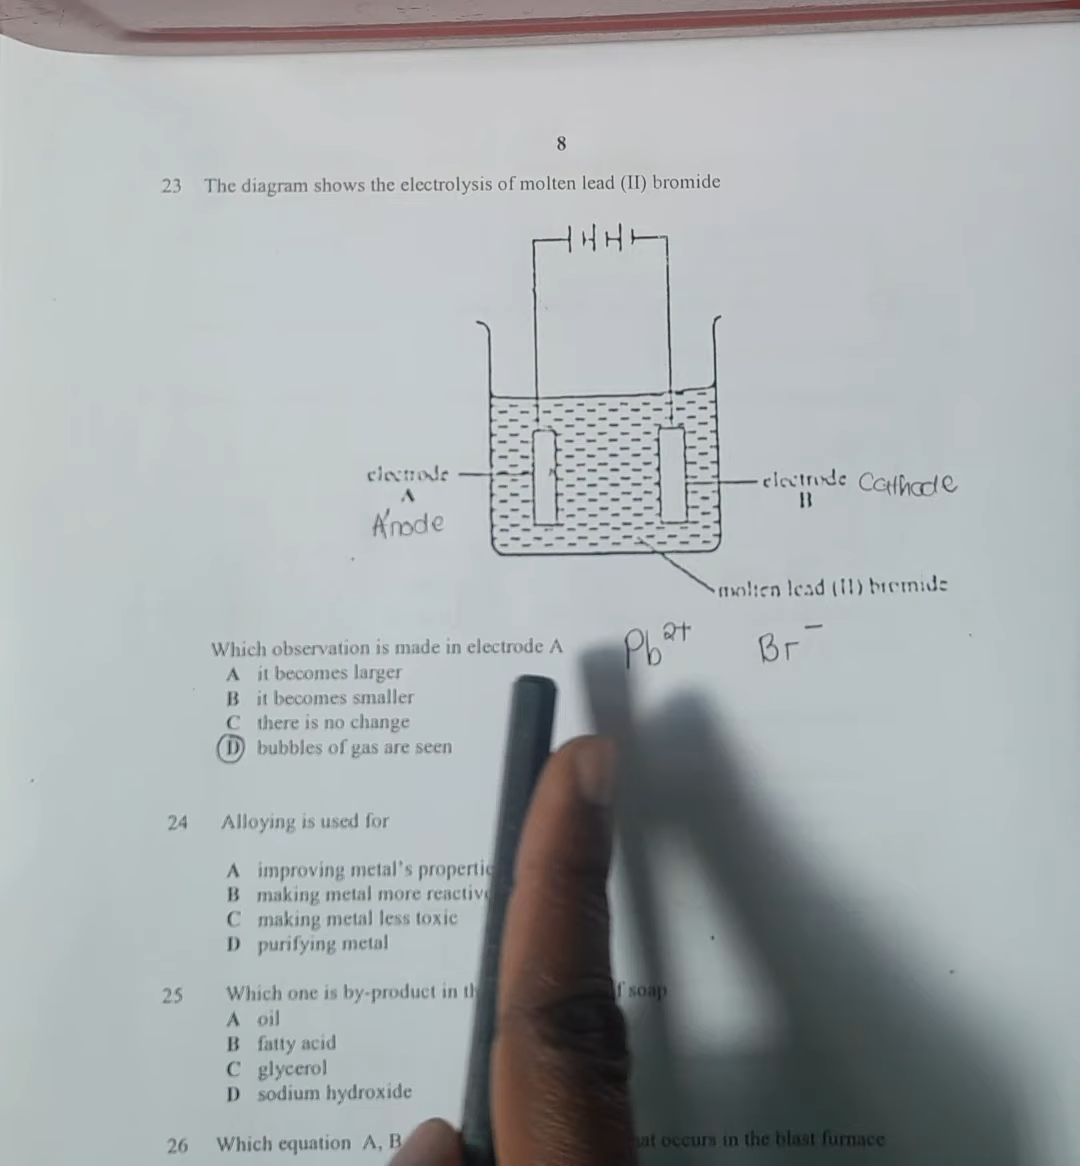 8
23 The diagram shows the electrolysis of molten lead (II) bromide
electrode
A
Anode
electrode Cathode
B
molten lead (II) bromide
Pb²⁺ Br⁻
Which observation is made in electrode A
A it becomes larger
B it becomes smaller
C there is no change
D bubbles of gas are seen
24 Alloying is used for
A improving metal's
B making metal more
C making metal less toxic
D purifying metal
25 Which one is by-product in soap
A oil
B fatty acid
C glycerol
D sodium hydroxide
26 Which equation A, B occurs in the blast furnace